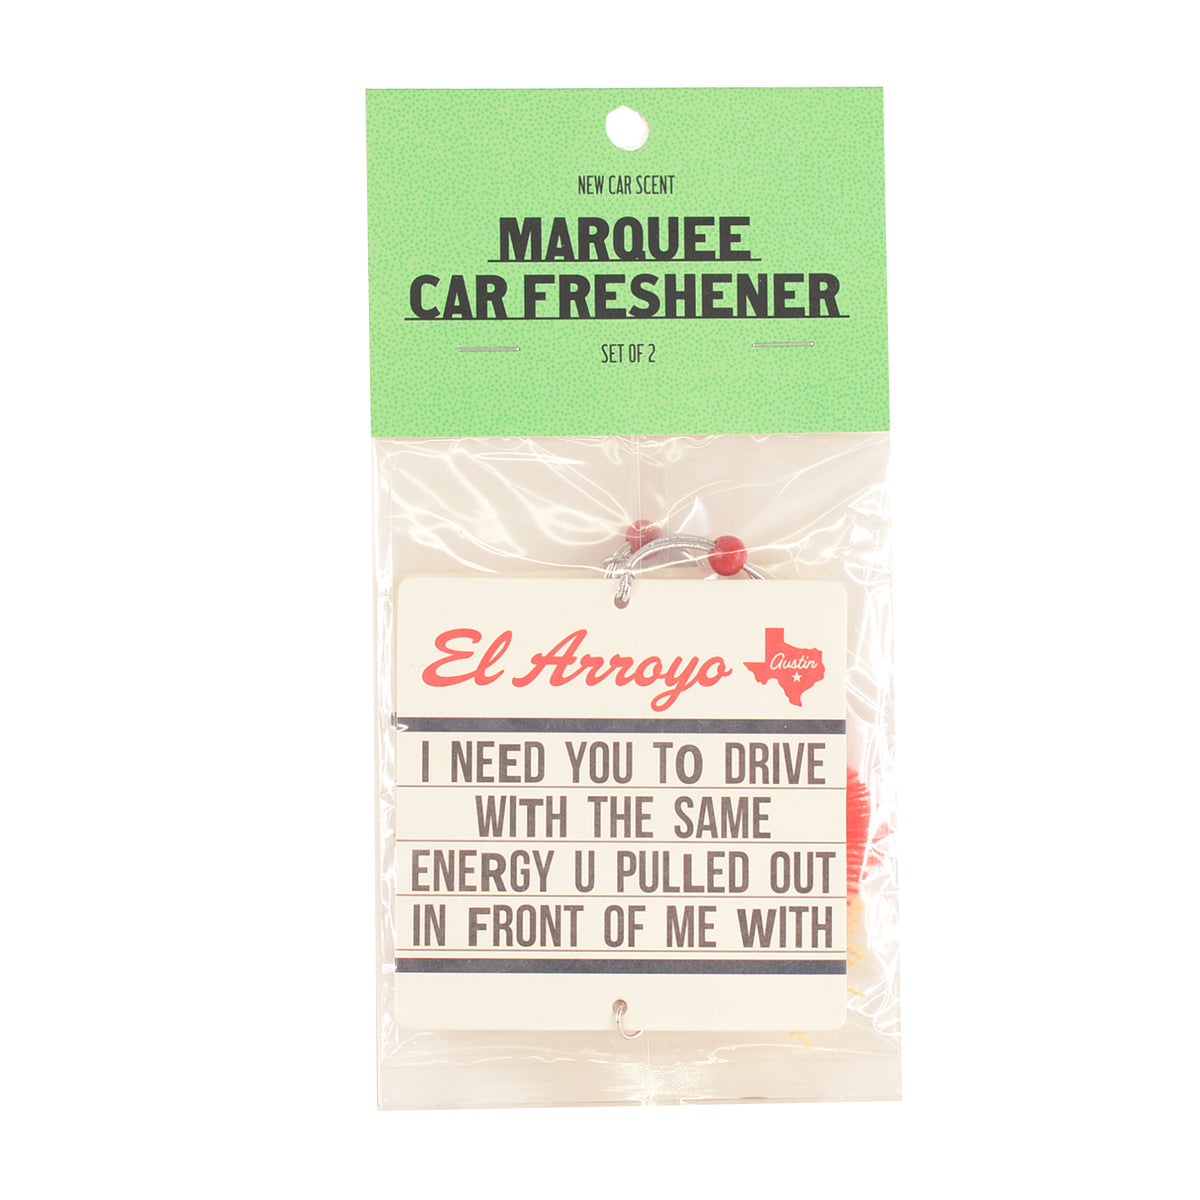 NEW CAR SCENT
MARQUEE
CAR FRESHENER
SET OF 2
El Arroyo
Austin
I NEED YOU TO DRIVE
WITH THE SAME
ENERGY U PULLED OUT
IN FRONT OF ME WITH